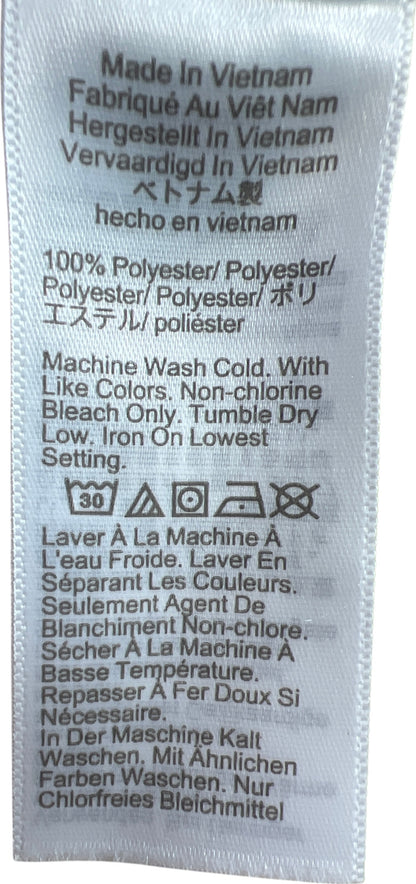 Made In Vietnam
Fabriqué Au Viêt Nam
Hergestellt In Vietnam
Vervaardigd In Vietnam
ベトナム製
hecho en vietnam
100% Polyester/ Polyester/
Polyester/ Polyester/ ポリ
エステル/ poliéster
Machine Wash Cold. With
Like Colors. Non-chlorine
Bleach Only. Tumble Dry
Low. Iron On Lowest
Setting.
30
Laver À La Machine À
L'eau Froide. Laver En
Séparant Les Couleurs.
Seulement Agent De
Blanchiment Non-chlore.
Sécher À La Machine À
Basse Température.
Repasser À Fer Doux Si
Nécessaire.
In Der Maschine Kalt
Waschen. Mit Ähnlichen
Farben Waschen. Nur
Chlorfreies Bleichmittel